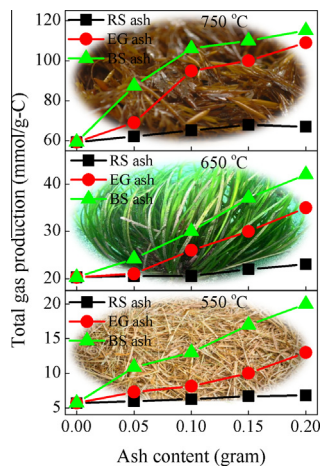 Total gas production (mmol/g-C)
RS ash 750 °C
EG ash
BS ash
120
100
80
60
RS ash 650 °C
EG ash
BS ash
40
30
20
RS ash 550 °C
EG ash
BS ash
20
15
10
5
0.00 0.05 0.10 0.15 0.20
Ash content (gram)